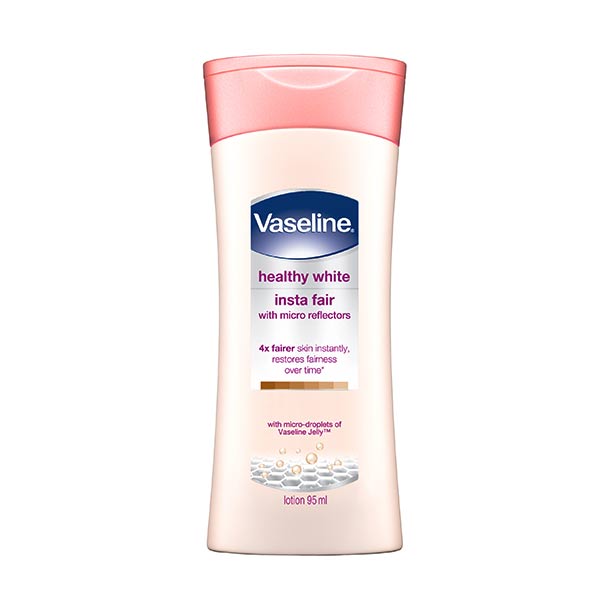 Vaseline®
healthy white
insta fair
with micro reflectors
4x fairer skin instantly,
restores fairness
over time*
with micro-droplets of
Vaseline Jelly™
lotion 95 ml